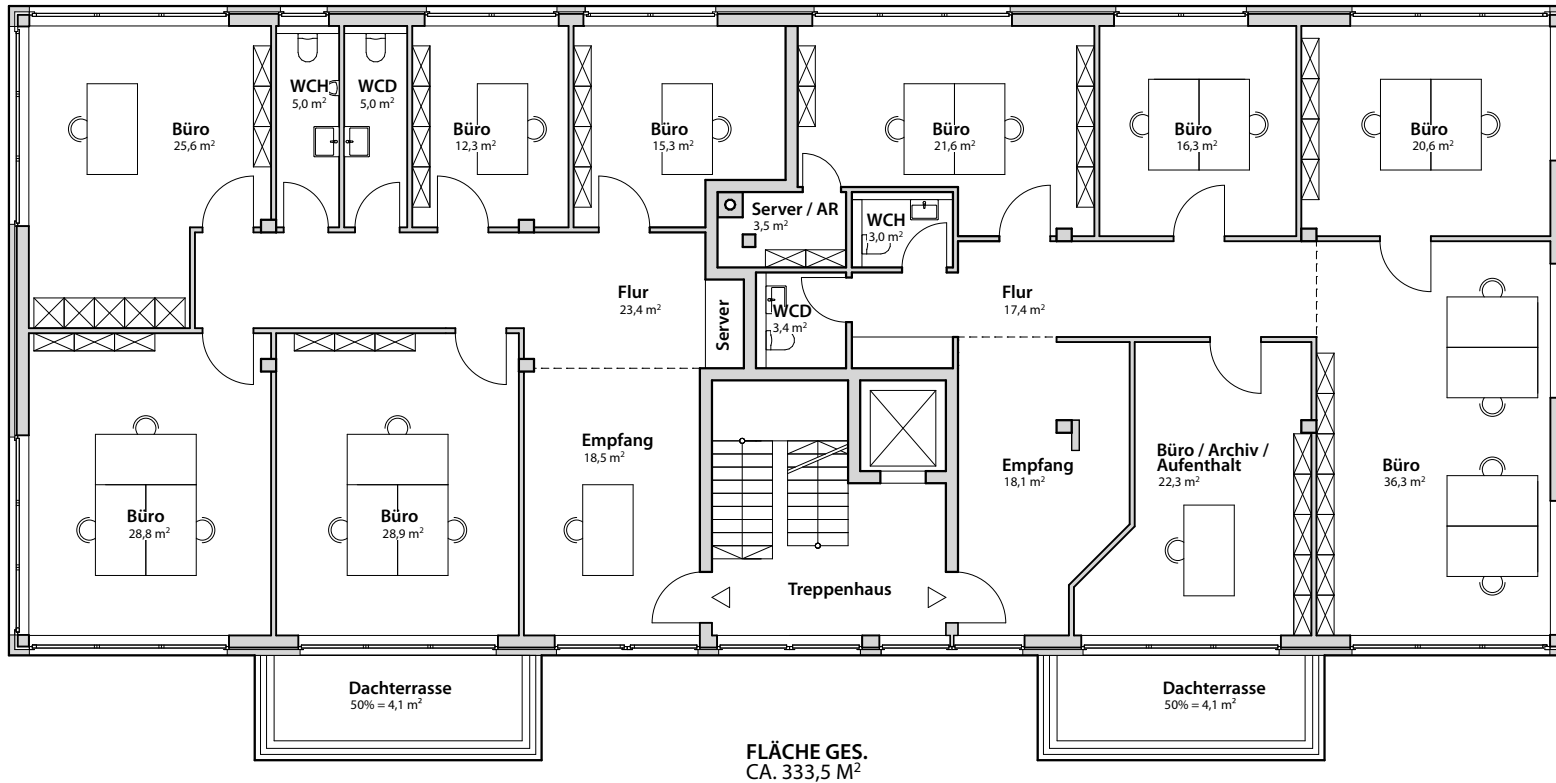 WCH
5,0 m²
WCD
5,0 m²
Büro
25,6 m²
Büro
12,3 m²
Büro
15,3 m²
Büro
21,6 m²
Büro
16,3 m²
Büro
20,6 m²
Server / AR
3,5 m²
WCH
3,0 m²
Flur
23,4 m²
Server
WCD
3,4 m²
Flur
17,4 m²
Büro
28,8 m²
Büro
28,9 m²
Empfang
18,5 m²
Treppenhaus
Empfang
18,1 m²
Büro / Archiv /
Aufenthalt
22,3 m²
Büro
36,3 m²
Dachterrasse
50% = 4,1 m²
Dachterrasse
50% = 4,1 m²
FLÄCHE GES.
CA. 333,5 M²